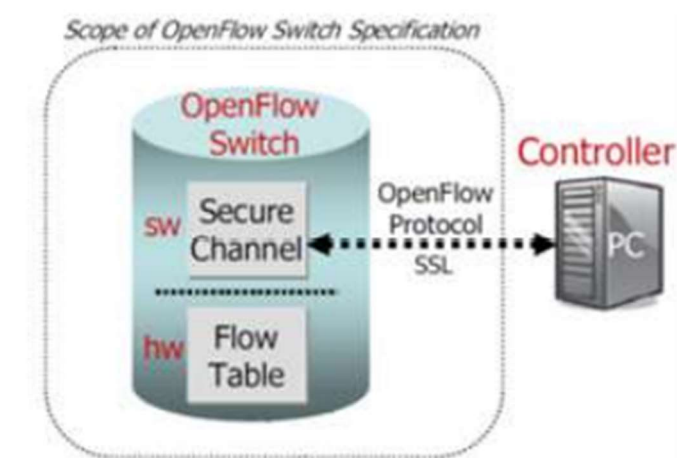 Scope of OpenFlow Switch Specification
OpenFlow
Switch
sw
Secure
Channel
hw
Flow
Table
OpenFlow
Protocol
SSL
Controller
PC